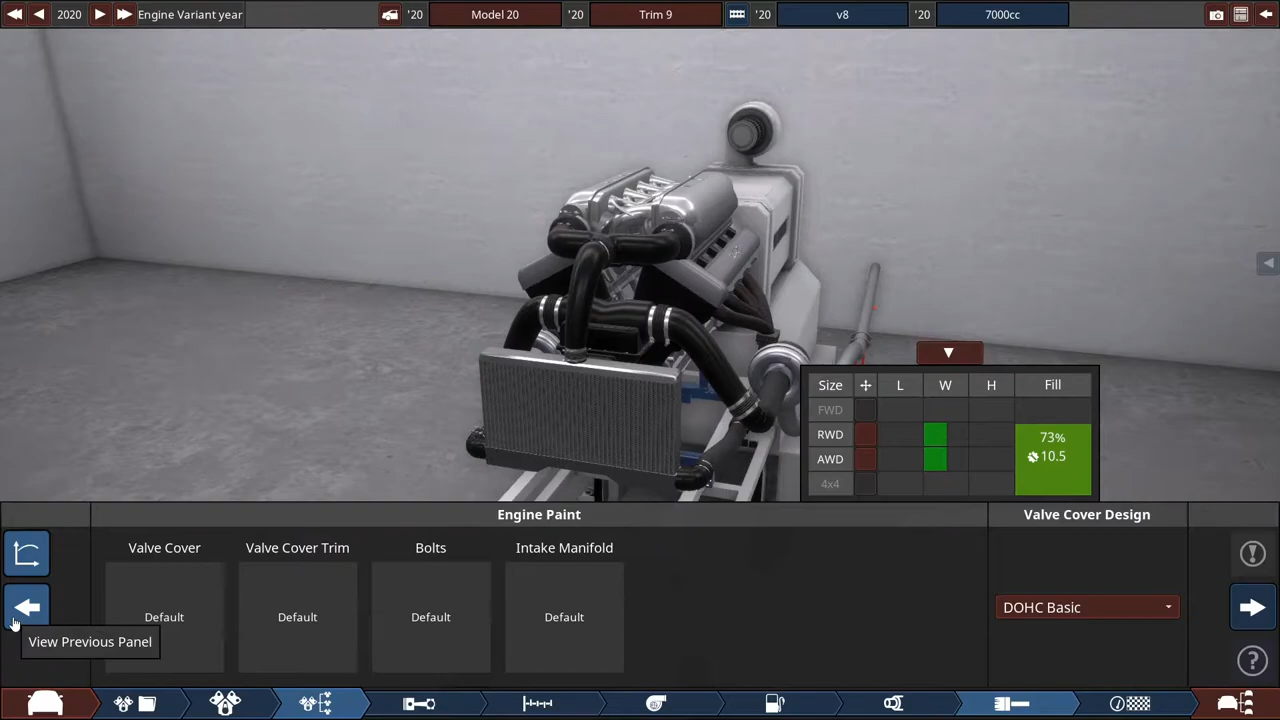 2020 Engine Variant year '20 Model 20 '20 Trim 9 '20 v8 '20 7000cc
Size L W H Fill
FWD
RWD 73%
AWD 10.5
4x4
Engine Paint Valve Cover Design
Valve Cover Valve Cover Trim Bolts Intake Manifold
Default Default Default Default DOHC Basic
View Previous Panel